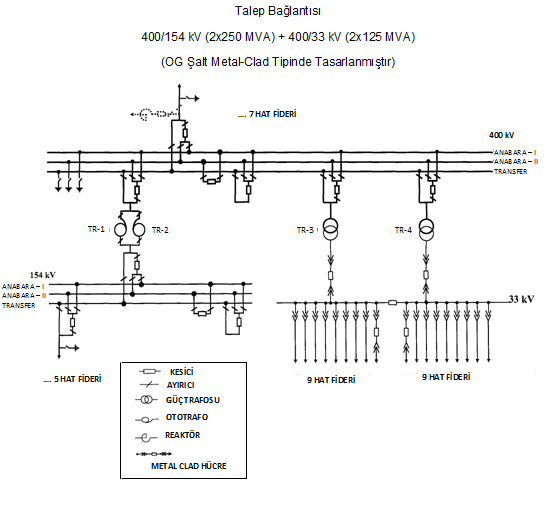 Talep Bağlantısı
400/154 kV (2x250 MVA) + 400/33 kV (2x125 MVA)
(OG Şalt Metal-Clad Tipinde Tasarlanmıştır)
.... 7 HAT FİDERİ
400 kV
ANABARA – I
ANABARA – II
TRANSFER
TR-1
TR-2
TR-3
TR-4
154 kV
ANABARA – I
ANABARA – II
TRANSFER
33 kV
.... 5 HAT FİDERİ
9 HAT FİDERİ
9 HAT FİDERİ
KESİCİ
AYIRICI
GÜÇ TRAFOSU
OTOTRAFO
REAKTÖR
METAL CLAD HÜCRE